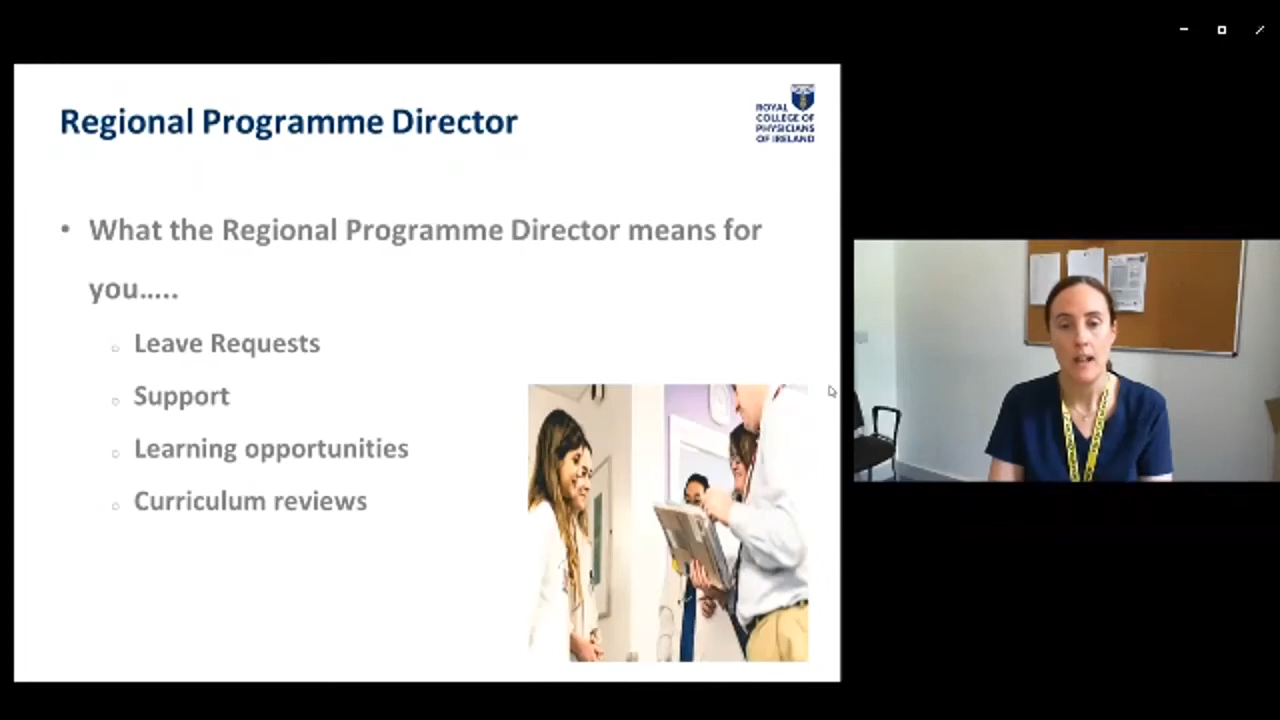 Regional Programme Director
ROYAL
COLLEGE OF
PHYSICIANS
OF IRELAND
• What the Regional Programme Director means for
you.....
Leave Requests
Support
Learning opportunities
Curriculum reviews